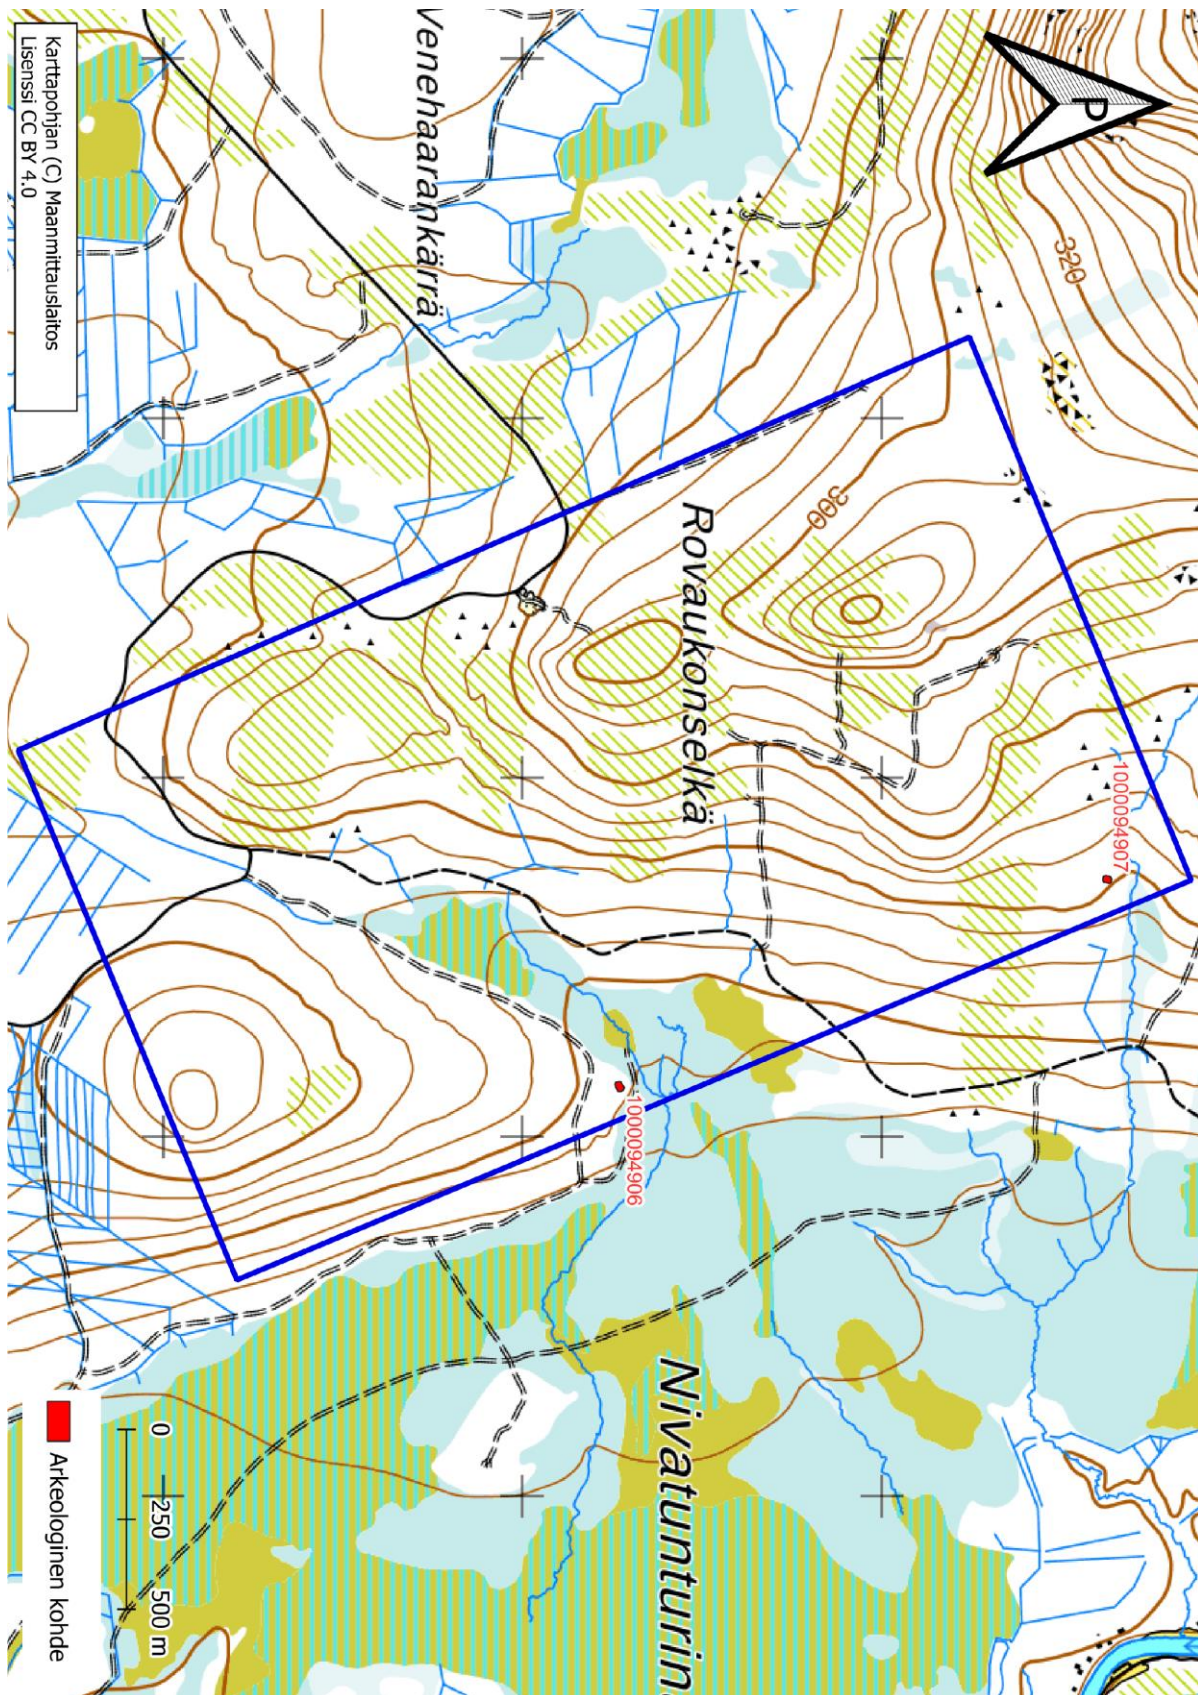 Venehaarankärrä
P
320
300
Rovaukonselkä
1000094907
1000094906
Nivatunturin
Karttapohjan (C) Maanmittauslaitos
Lisenssi CC BY 4.0
0 250 500 m
Arkeologinen kohde